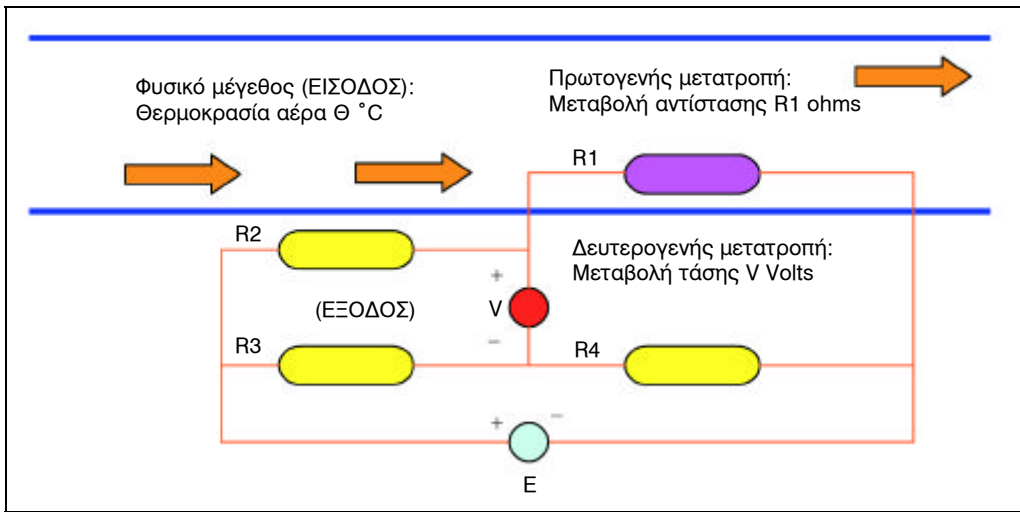 Φυσικό μέγεθος (ΕΙΣΟΔΟΣ):
Θερμοκρασία αέρα Θ ˚C
Πρωτογενής μετατροπή:
Μεταβολή αντίστασης R1 ohms
R1
R2
Δευτερογενής μετατροπή:
Μεταβολή τάσης V Volts
+
(ΕΞΟΔΟΣ)
V
−
R3
R4
+
−
E